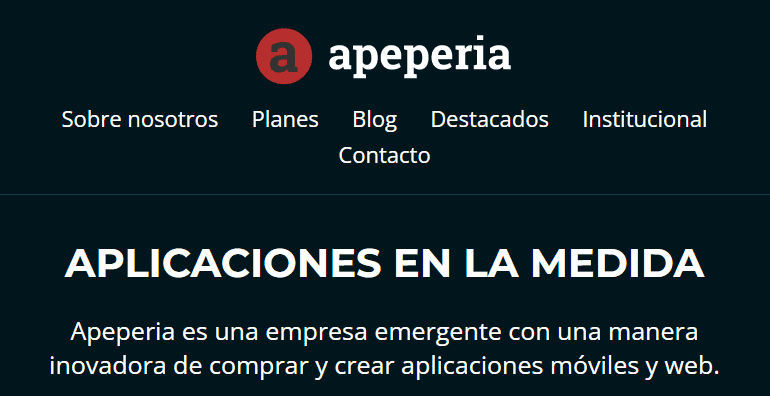 a apeperia
Sobre nosotros Planes Blog Destacados Institucional
Contacto
APLICACIONES EN LA MEDIDA
Apeperia es una empresa emergente con una manera
inovadora de comprar y crear aplicaciones móviles y web.